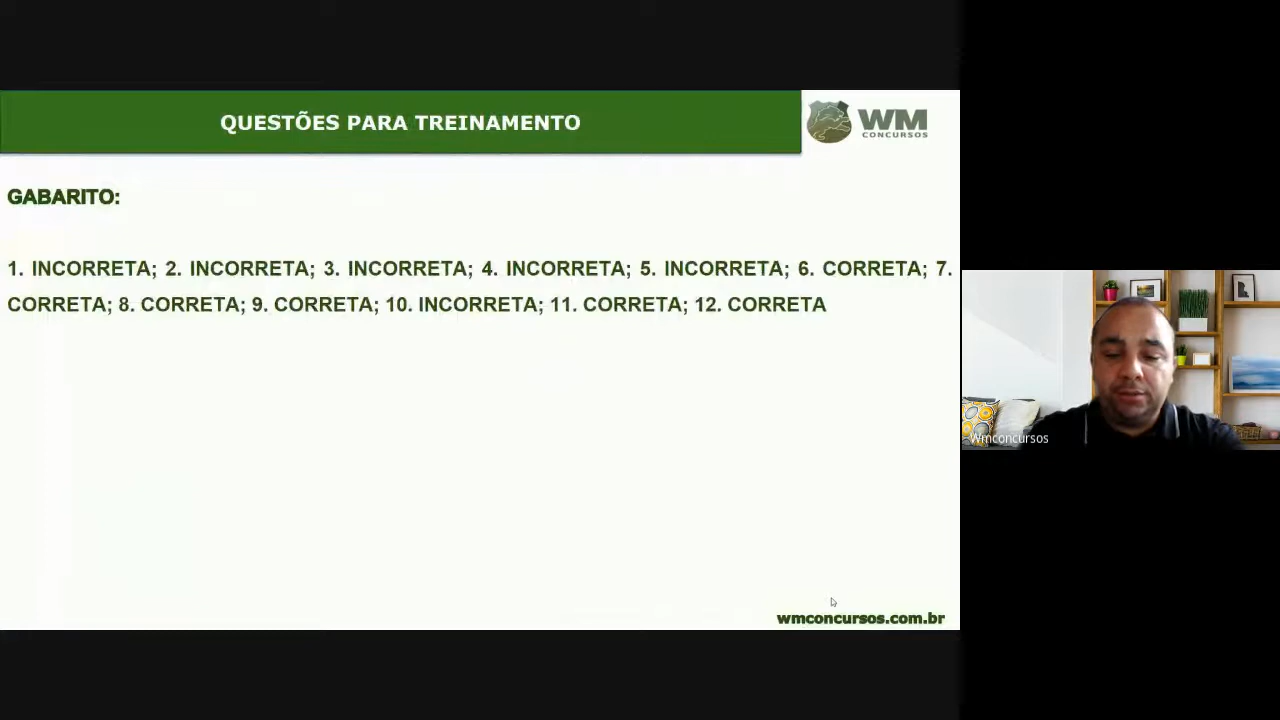 QUESTÕES PARA TREINAMENTO
WM
CONCURSOS
GABARITO:
1. INCORRETA; 2. INCORRETA; 3. INCORRETA; 4. INCORRETA; 5. INCORRETA; 6. CORRETA; 7.
CORRETA; 8. CORRETA; 9. CORRETA; 10. INCORRETA; 11. CORRETA; 12. CORRETA
Wmconcursos
wmconcursos.com.br